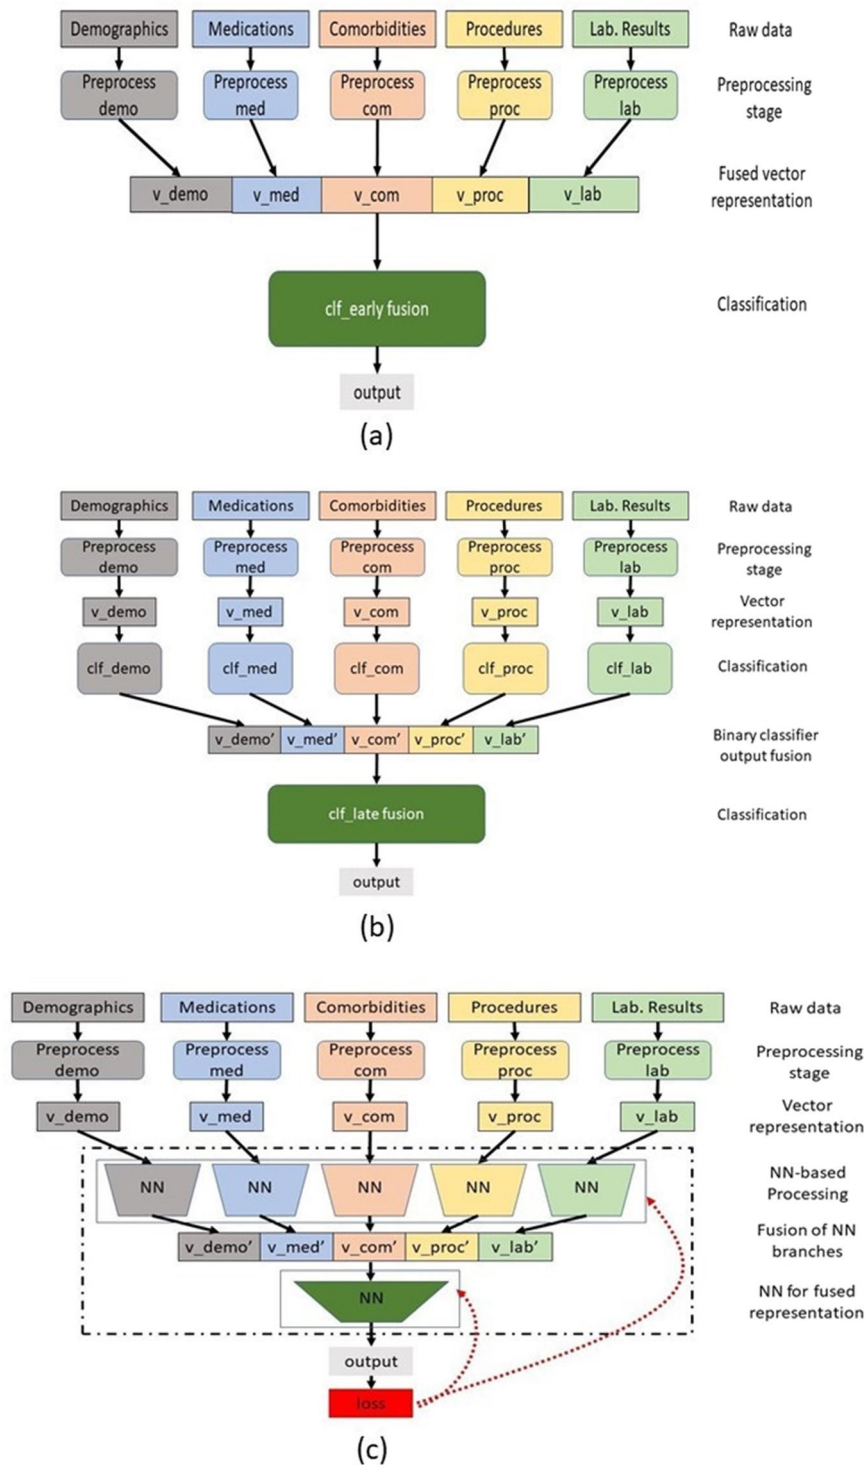 Demographics Medications Comorbidities Procedures Lab. Results Raw data
Preprocess Preprocess Preprocess Preprocess Preprocess Preprocessing
demo med com proc lab stage
v_demo v_med v_com v_proc v_lab Fused vector
representation
clf_early fusion Classification
output
(a)
Demographics Medications Comorbidities Procedures Lab. Results Raw data
Preprocess Preprocess Preprocess Preprocess Preprocess Preprocessing
demo med com proc lab stage
v_demo v_med v_com v_proc v_lab Vector
representation
clf_demo clf_med clf_com clf_proc clf_lab Classification
v_demo’ v_med’ v_com’ v_proc’ v_lab’ Binary classifier
output fusion
clf_late fusion Classification
output
(b)
Demographics Medications Comorbidities Procedures Lab. Results Raw data
Preprocess Preprocess Preprocess Preprocess Preprocess Preprocessing
demo med com proc lab stage
v_demo v_med v_com v_proc v_lab Vector
representation
NN NN NN NN NN NN-based
Processing
v_demo’ v_med’ v_com’ v_proc’ v_lab’ Fusion of NN
branches
NN NN for fused
representation
output
loss
(c)